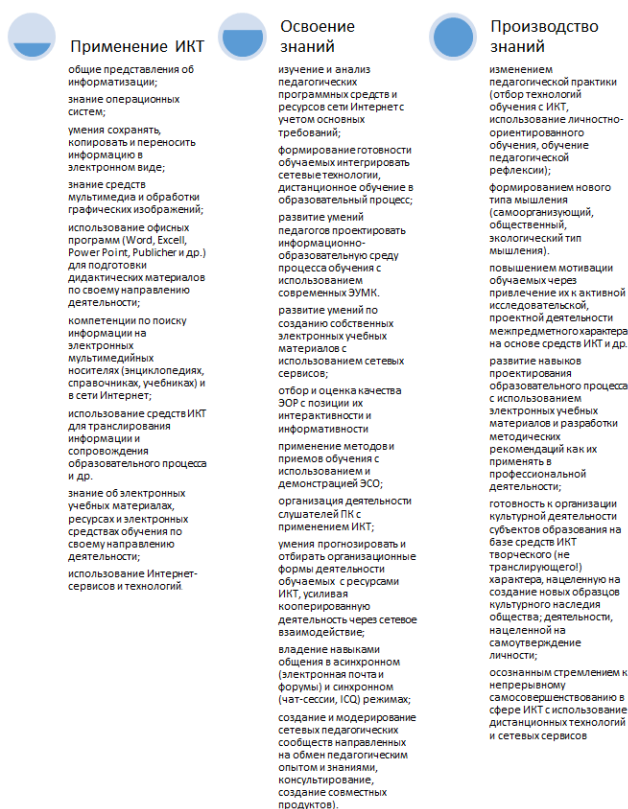 Применение ИКТ
общие представления об
информатизации;
знание операционных
систем;
умения сохранять,
копировать и переносить
информацию в
электронном виде;
знание средств
мультимедиа и обработки
графических изображений;
использование офисных
программ (Word, Excell,
Power Point, Publicher и др.)
для подготовки
дидактических материалов
по своему направлению
деятельности;
компетенции по поиску
информации на
электронных
мультимедийных
носителях (энциклопедиях,
справочниках, учебниках) и
в сети Интернет;
использование средств ИКТ
для транслирования
информации и
сопровождения
образовательного процесса
и др.
знание об электронных
учебных материалах,
ресурсах и электронных
средствах обучения по
своему направлению
деятельности;
использование Интернет-
сервисов и технологий
Освоение
знаний
изучение и анализ
педагогических
программных средств и
ресурсов сети Интернет с
учетом основных
требований;
формирование готовности
обучаемых интегрировать
сетевые технологии,
дистанционное обучение в
образовательный процесс;
развитие умений
педагогов проектировать
информационно-
образовательную среду
процесса обучения с
использованием
современных ЭУМК.
развитие умений по
созданию собственных
электронных учебных
материалов с
использованием сетевых
сервисов;
отбор и оценка качества
ЭОР с позиции их
интерактивности и
информативности
применение методов и
приемов обучения с
использованием и
демонстрацией ЭСО;
организация деятельности
слушателей ПК с
применением ИКТ;
умения прогнозировать и
отбирать организационные
формы деятельности
обучаемых с ресурсами
ИКТ, усиливая
кооперированную
деятельность через сетевое
взаимодействие;
владение навыками
общения в асинхронном
(электронная почта и
форумы) и синхронном
(чат-сессии, ICQ) режимах;
создание и модерирование
сетевых педагогических
сообществ направленных
на обмен педагогическим
опытом и знаниями,
консультирование,
создание совместных
продуктов).
Производство
знаний
изменением
педагогической практики
(отбор технологий
обучения с ИКТ,
использование личностно-
ориентированного
обучения, обучение
педагогической
рефлексии);
формированием нового
типа мышления
(самоорганизующий,
общественный,
экологический тип
мышления).
повышением мотивации
обучаемых через
привлечение их к активной
исследовательской,
проектной деятельности
межпредметного характера
на основе средств ИКТ и др.
развитие навыков
проектирования
образовательного процесса
с использованием
электронных учебных
материалов и разработки
методических
рекомендаций как их
применять в
профессиональной
деятельности;
готовность к организации
культурной деятельности
субъектов образования на
базе средств ИКТ
творческого (не
транслирующего!)
характера, нацеленную на
создание новых образцов
культурного наследия
общества; деятельности,
нацеленной на
самоутверждение
личности;
осознанным стремлением к
непрерывному
самосовершенствованию в
сфере ИКТ с использование
дистанционных технологий
и сетевых сервисов